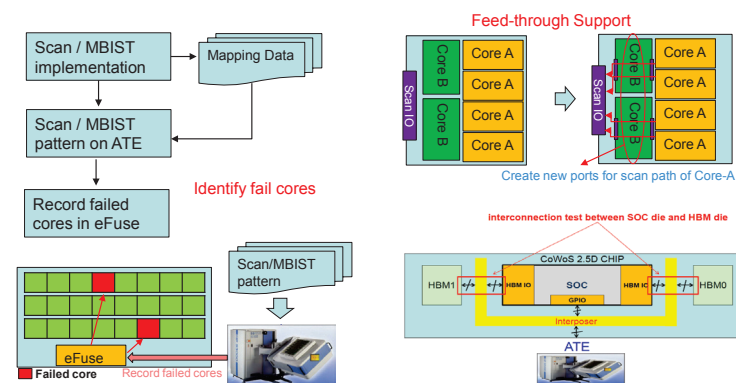 Scan / MBIST
implementation
Mapping Data
Scan / MBIST
pattern on ATE
Identify fail cores
Record failed
cores in eFuse
Scan/MBIST
pattern
eFuse
Failed core
Record failed cores
Feed-through Support
Scan IO
Core B
Core B
Core A
Core A
Core A
Core A
Scan IO
Core B
Core B
Core A
Core A
Core A
Core A
Create new ports for scan path of Core-A
interconnection test between SOC die and HBM die
CoWoS 2.5D CHIP
HBM1
HBM IO
SOC
HBM IO
HBM0
GPIO
Interposer
ATE